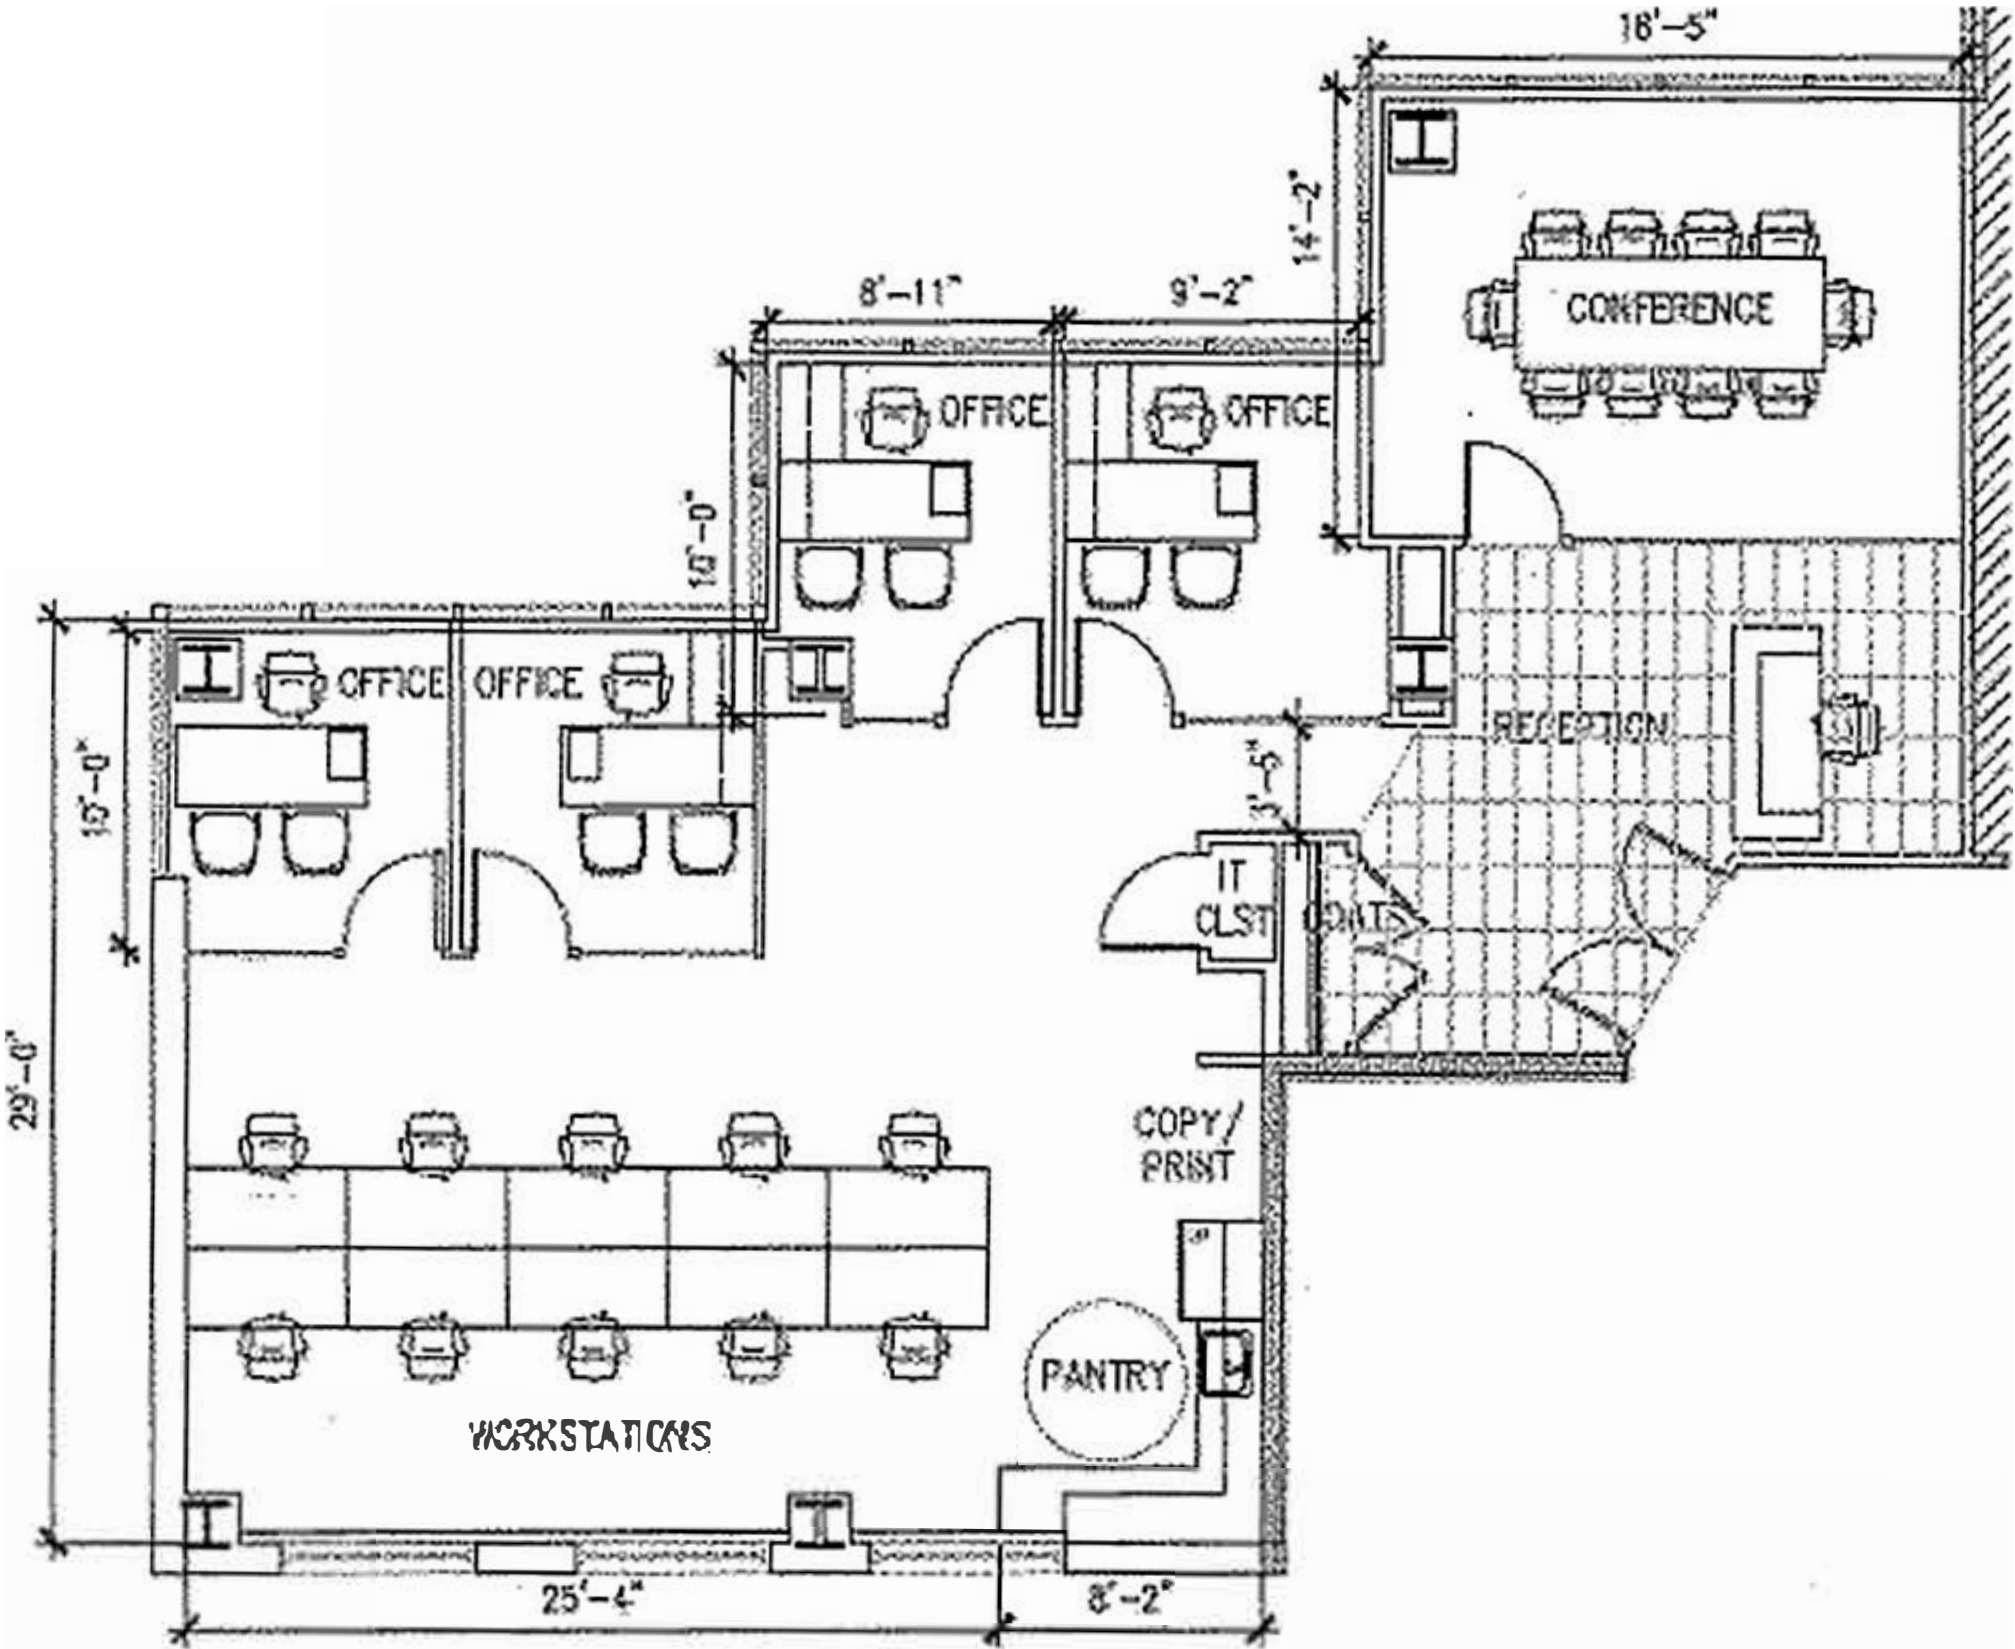 18'-5"
14'-2"
8'-11"
9'-2"
CONFERENCE
OFFICE
OFFICE
10'-0"
OFFICE
OFFICE
RECEPTION
10'-0"
3'-5"
IT
CLST
COATS
29'-0"
COPY/
PRINT
PANTRY
WORKSTATIONS
25'-4"
8'-2"